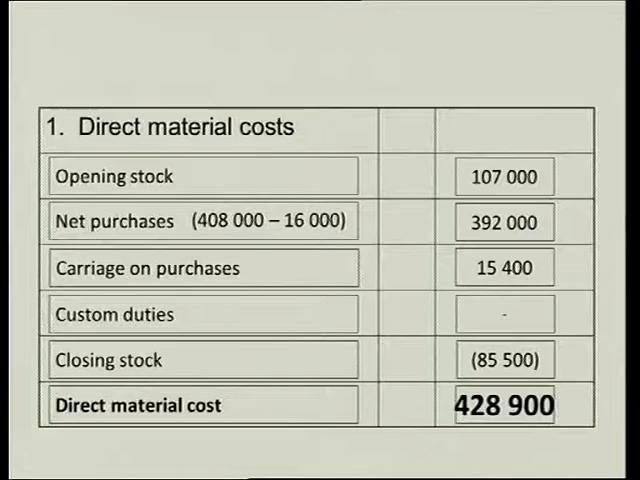 1. Direct material costs
Opening stock 107 000
Net purchases (408 000 – 16 000) 392 000
Carriage on purchases 15 400
Custom duties -
Closing stock (85 500)
Direct material cost 428 900